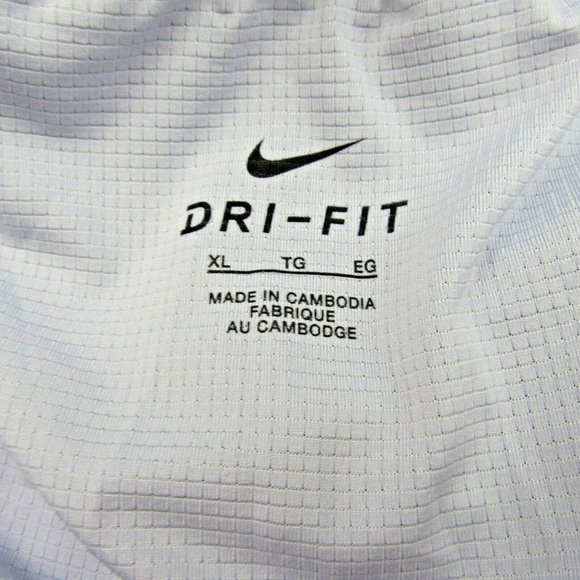 DRI-FIT
XL TG EG
MADE IN CAMBODIA
FABRIQUE
AU CAMBODGE